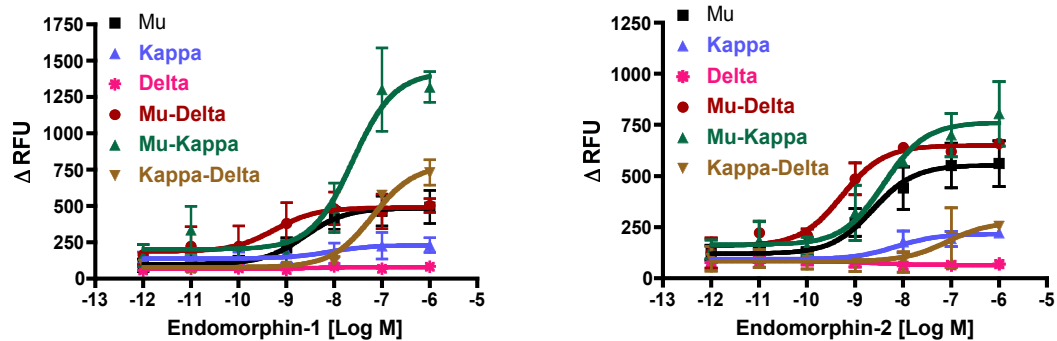 1750
1500
1250
1000
750
500
250
0
Δ RFU
Mu
Kappa
Delta
Mu-Delta
Mu-Kappa
Kappa-Delta
-13 -12 -11 -10 -9 -8 -7 -6 -5
Endomorphin-1 [Log M]
1250
1000
750
500
250
0
Δ RFU
Mu
Kappa
Delta
Mu-Delta
Mu-Kappa
Kappa-Delta
-13 -12 -11 -10 -9 -8 -7 -6 -5
Endomorphin-2 [Log M]